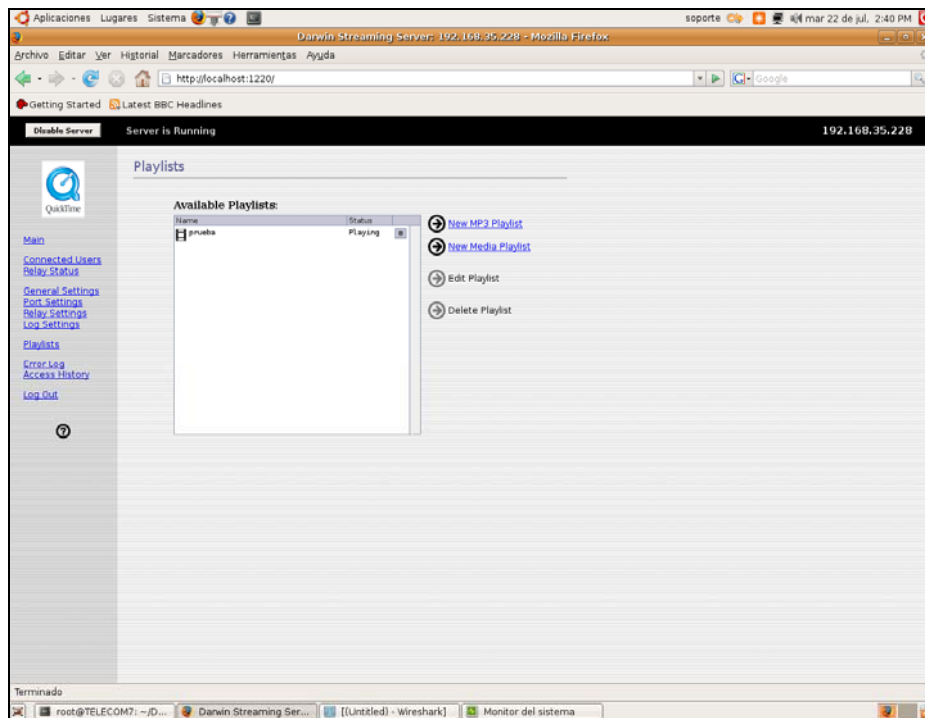 Aplicaciones Lugares Sistema soporte mar 22 de jul, 2:40 PM
Darwin Streaming Server: 192.168.35.228 - Mozilla Firefox
Archivo Editar Ver Historial Marcadores Herramientas Ayuda
http://localhost:1220/ Google
Getting Started Latest BBC Headlines
Disable Server Server is Running 192.168.35.228
Playlists
QuickTime
Available Playlists:
Name Status
prueba Playing
New MP3 Playlist
New Media Playlist
Edit Playlist
Delete Playlist
Main
Connected Users
Relay Status
General Settings
Port Settings
Relay Settings
Log Settings
Playlists
Error Log
Access History
Log Out
Terminado
root@TELECOM7: ~/D... Darwin Streaming Ser... [(Untitled) - Wireshark] Monitor del sistema